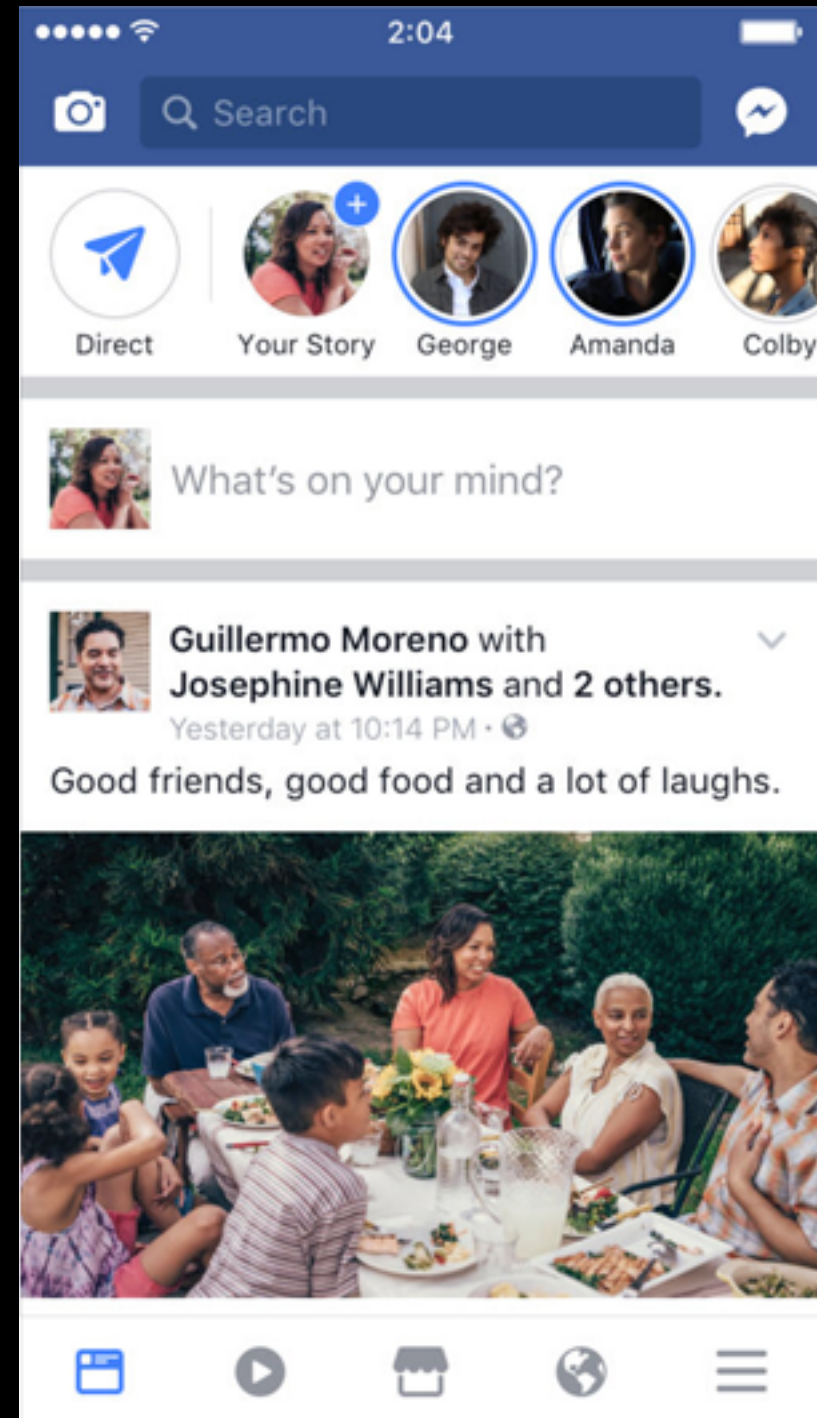 2:04
Search
Direct
Your Story
George
Amanda
Colby
What's on your mind?
Guillermo Moreno with
Josephine Williams and 2 others.
Yesterday at 10:14 PM ·
Good friends, good food and a lot of laughs.